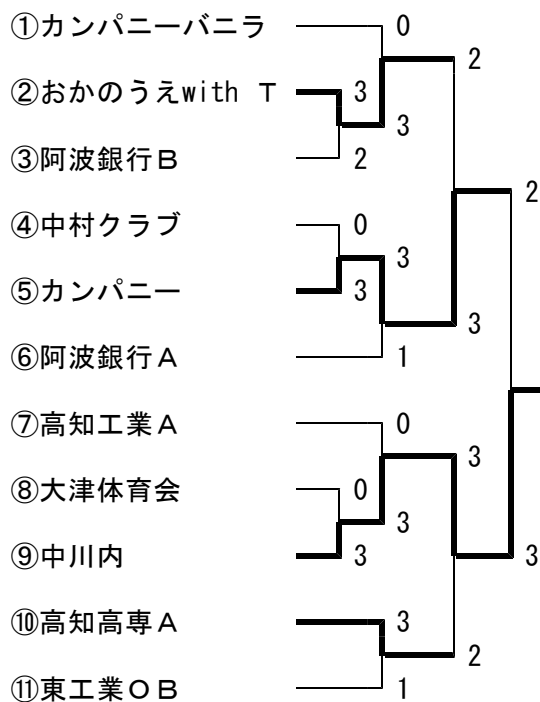 ①カンパニーバニラ 0
2
②おかのうえwith T 3
3
③阿波銀行B 2
2
④中村クラブ 0
3
⑤カンパニー 3
3
⑥阿波銀行A 1
⑦高知工業A 0
3
⑧大津体育会 0
3
⑨中川内 3
3
⑩高知高専A 3
2
⑪東工業OB 1